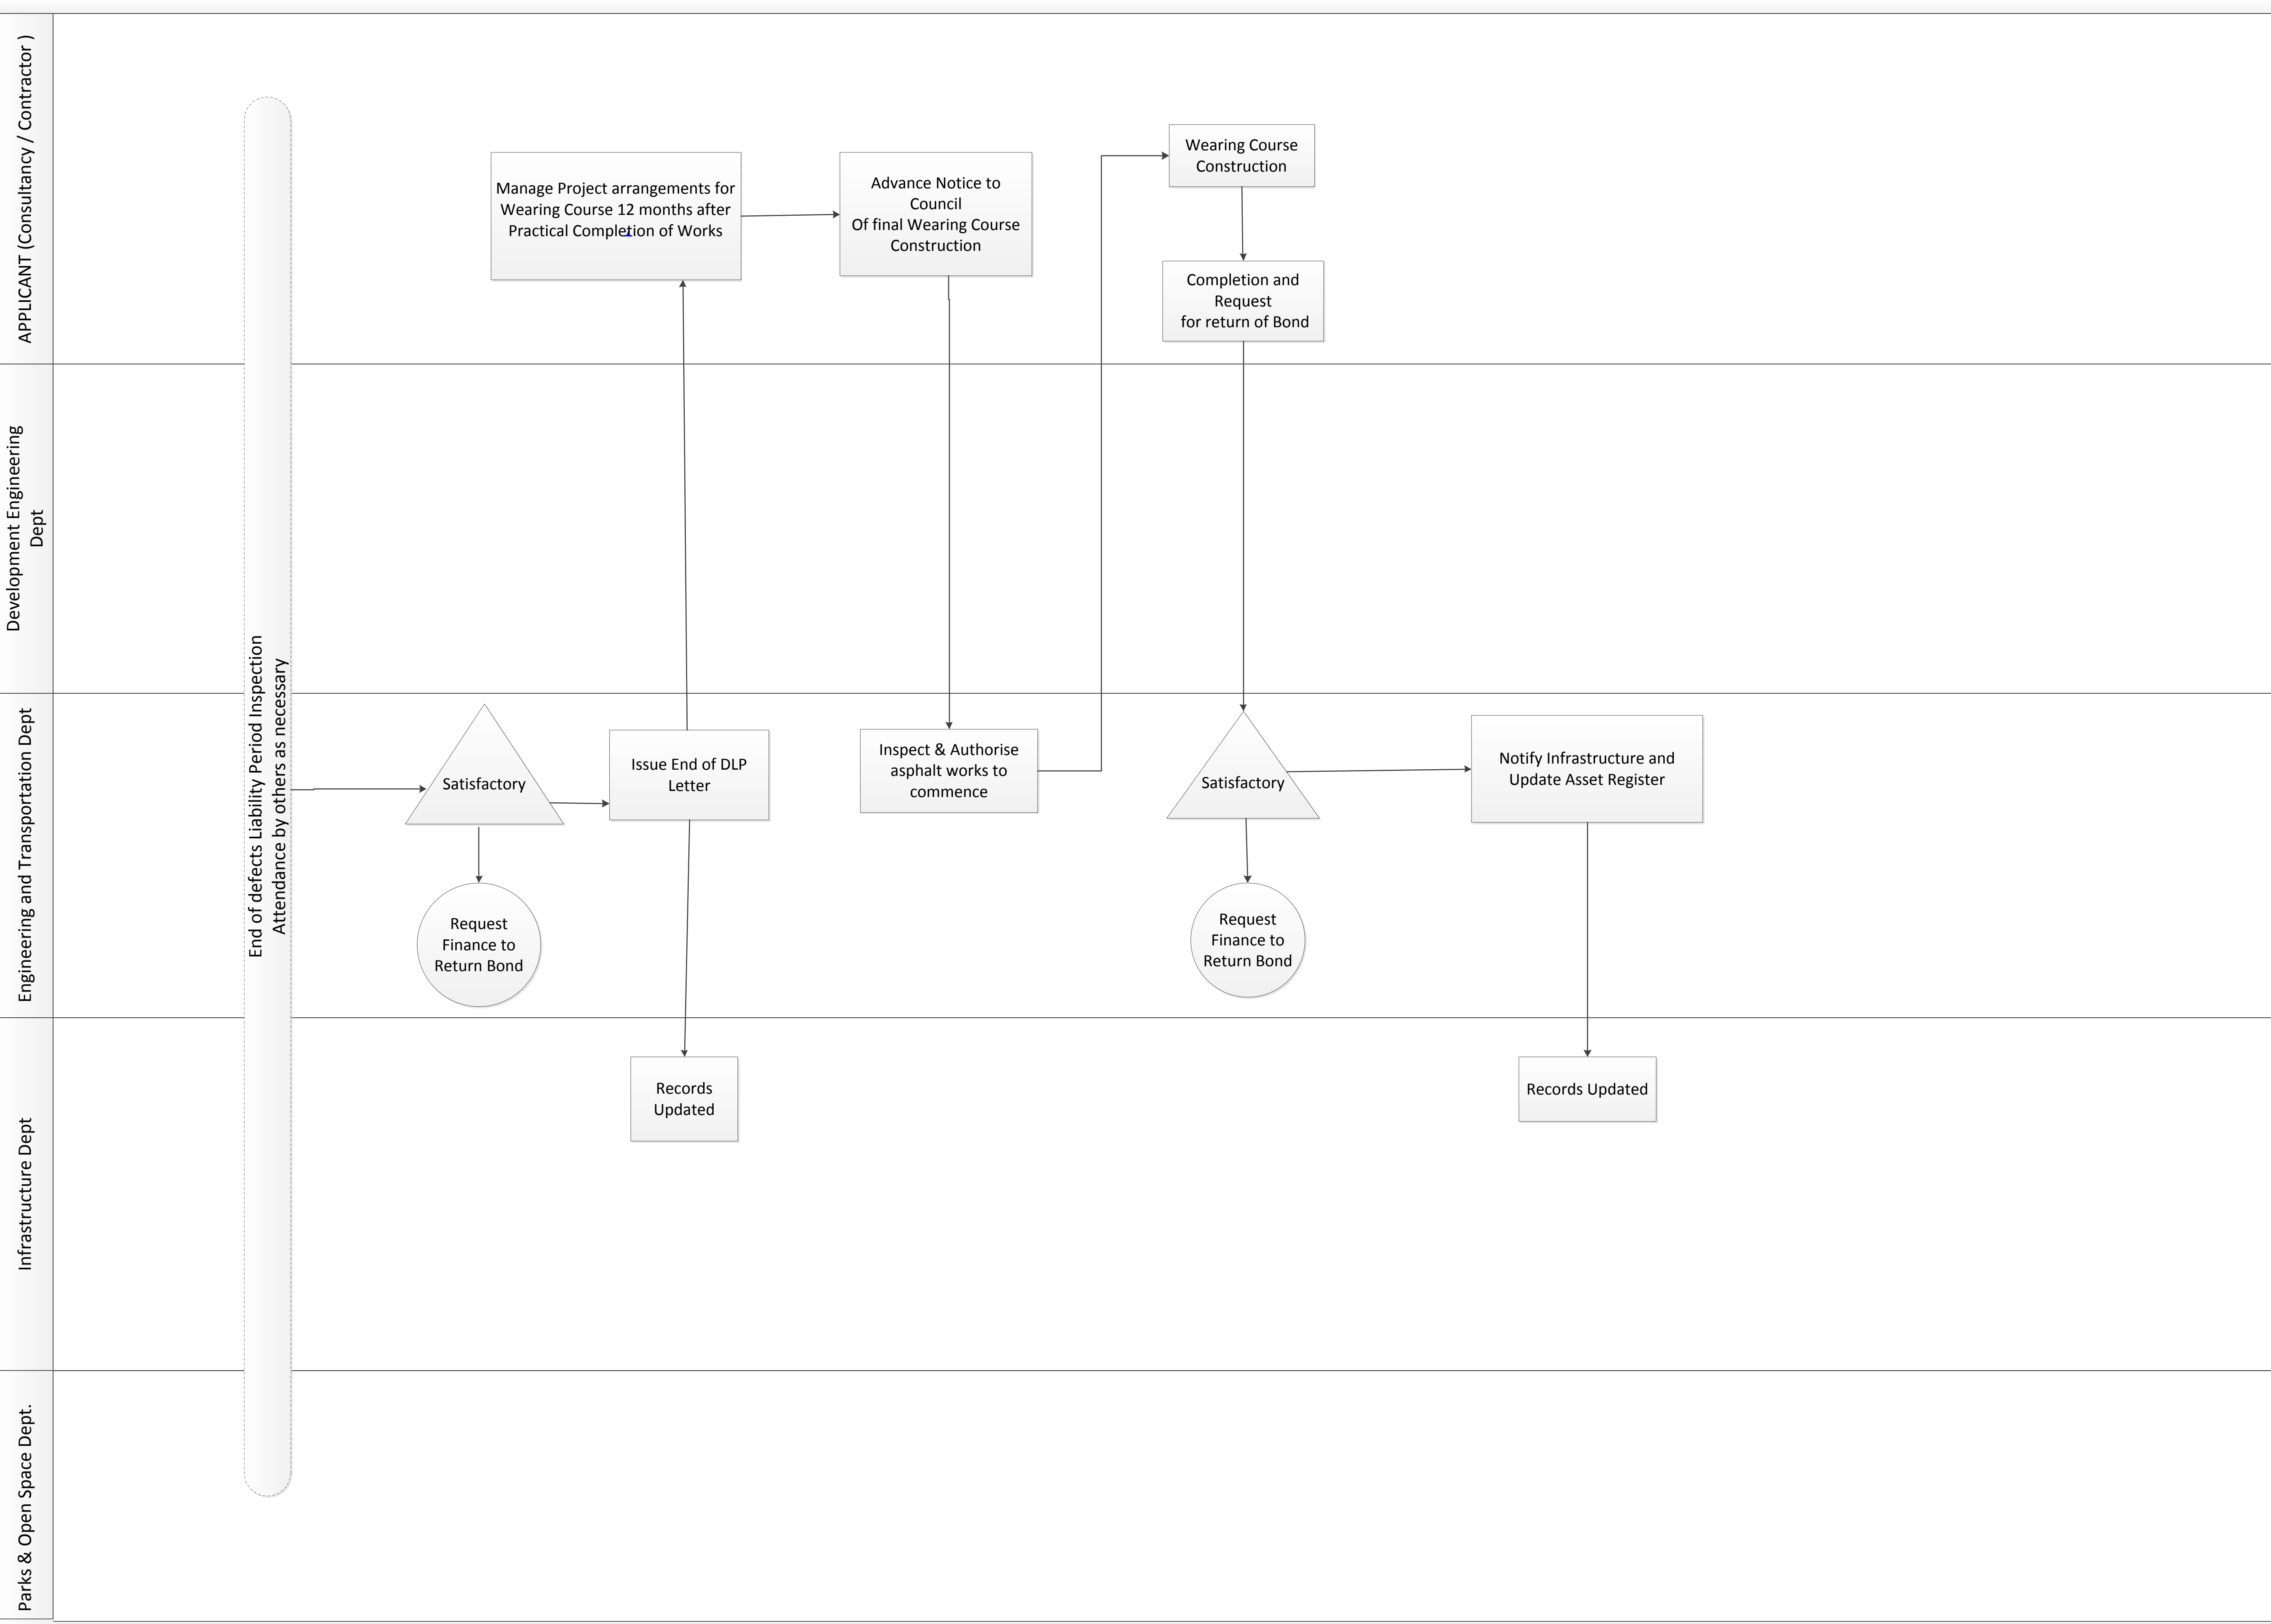 APPLICANT (Consultancy / Contractor )
Development Engineering
Dept
Engineering and Transportation Dept
Infrastructure Dept
Parks & Open Space Dept.
End of defects Liability Period Inspection
Attendance by others as necessary
Manage Project arrangements for
Wearing Course 12 months after
Practical Completion of Works
Advance Notice to
Council
Of final Wearing Course
Construction
Wearing Course
Construction
Completion and
Request
for return of Bond
Satisfactory
Issue End of DLP
Letter
Inspect & Authorise
asphalt works to
commence
Satisfactory
Notify Infrastructure and
Update Asset Register
Request
Finance to
Return Bond
Request
Finance to
Return Bond
Records
Updated
Records Updated